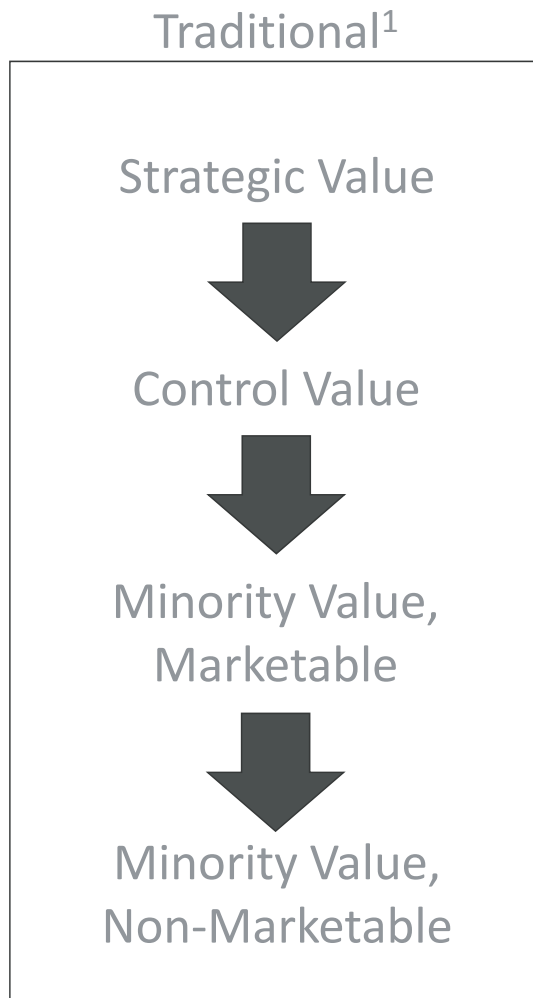 Traditional¹
Strategic Value
Control Value
Minority Value,
Marketable
Minority Value,
Non-Marketable